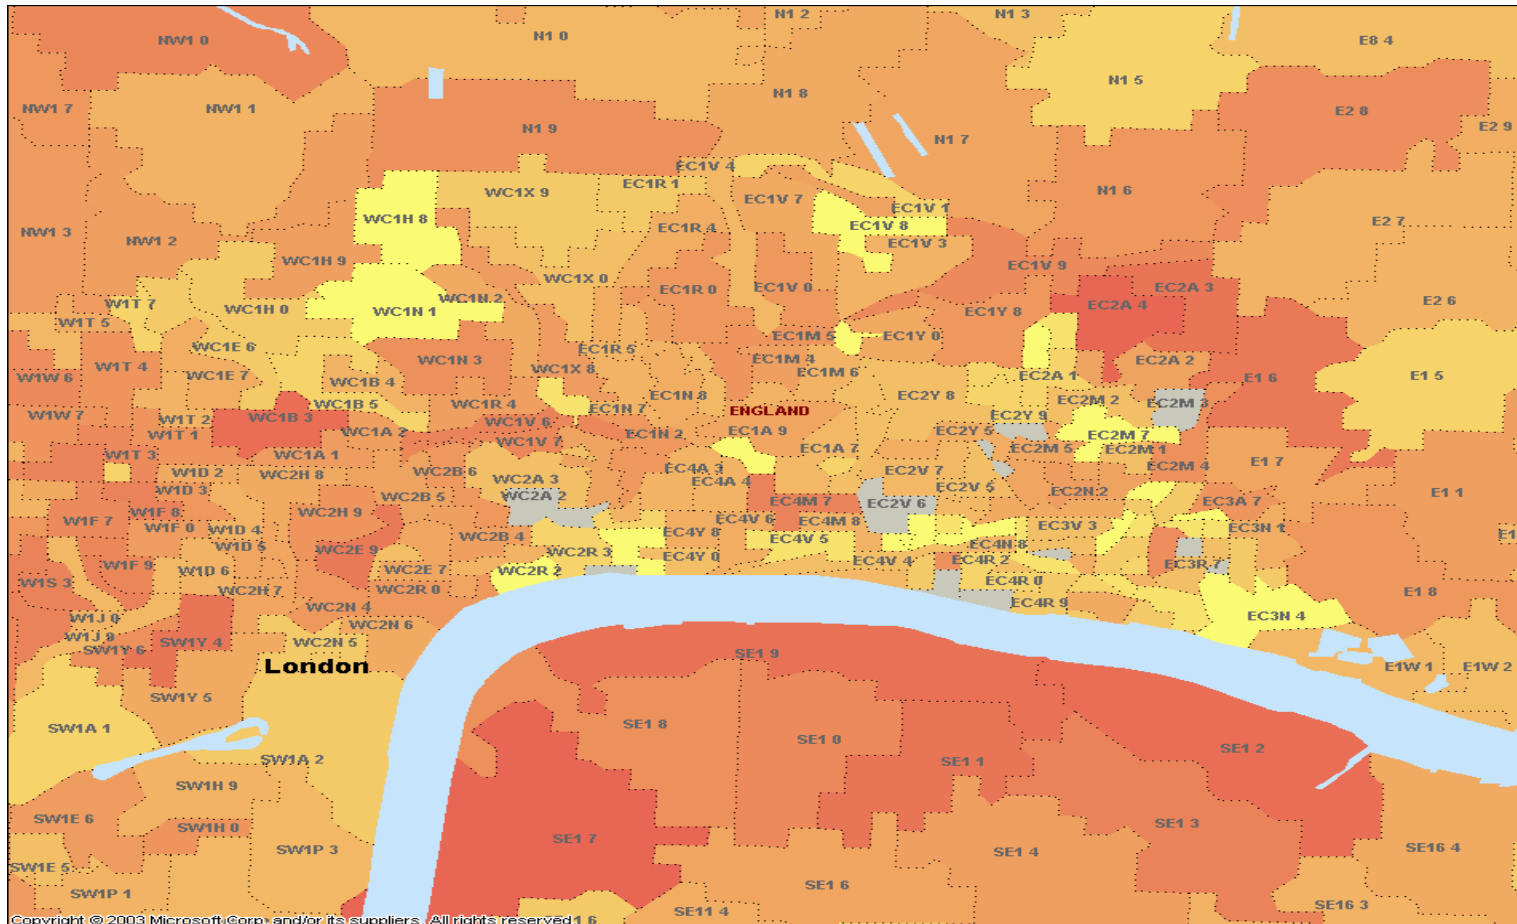 N1 2
N1 3
NW1 0
N1 0
E8 4
N1 5
N1 8
NW1 7
NW1 1
E2 8
N1 9
E2 9
N1 7
EC1V 4
EC1R 1
WC1X 9
N1 6
EC1V 7
EC1V 1
WC1H 8
E2 7
EC1R 4
EC1V 8
NW1 3
NW1 2
EC1V 3
WC1H 9
EC1V 9
WC1X 0
EC1R 0
EC1V 0
EC2A 3
WC1N 2
W1T 7
EC2A 4
E2 6
WC1H 0
WC1N 1
EC1Y 8
W1T 5
EC1M 5
EC1Y 0
WC1E 6
EC1R 5
EC1M 4
WC1N 3
EC2A 2
W1T 4
WC1X 8
EC1M 6
W1W 6
WC1E 7
WC1B 4
EC2A 1
E1 6
E1 5
EC1N 8
EC2Y 8
WC1B 5
WC1R 4
EC2M 2
EC2M 3
EC1N 7
ENGLAND
W1W 7
W1T 2
WC1B 3
EC2Y 9
WC1V 6
W1T 1
WC1A 2
EC1N 2
EC1A 9
EC2Y 5
EC2M 7
WC1V 7
EC1A 7
EC2M 5
EC2M 1
W1T 3
WC1A 1
E1 7
EC2M 4
W1D 2
WC2H 8
WC2B 6
EC4A 3
EC2V 7
WC2A 3
EC4A 4
EC2V 5
W1D 3
EC2N 2
E1 1
WC2B 5
WC2A 2
EC4M 7
EC2V 6
EC3A 7
W1F 8
WC2H 9
W1F 7
EC4V 6
EC4M 8
W1F 0
W1D 4
EC3V 3
EC3N 1
WC2B 4
EC4Y 8
EC4V 5
W1D 5
WC2E 9
EC4N 8
WC2R 3
EC4Y 0
EC4V 4
EC4R 2
W1F 9
EC3R 7
W1D 6
WC2E 7
WC2R 2
W1S 3
EC4R 0
WC2H 7
WC2R 0
E1 8
EC4R 9
WC2N 4
W1J 0
EC3N 4
WC2N 6
W1J 9
SW1Y 4
WC2N 5
SW1Y 6
SE1 9
London
E1W 1
E1W 2
SW1Y 5
SE1 8
SW1A 1
SE1 0
SE1 2
SW1A 2
SE1 1
SW1H 9
SW1E 6
SW1H 0
SE1 3
SE1 7
SW1P 3
SE1 4
SE16 4
SW1E 5
SE1 6
SW1P 1
SE16 3
SE11 4
Copyright © 2003 Microsoft Corp. and/or its suppliers. All rights reserved.